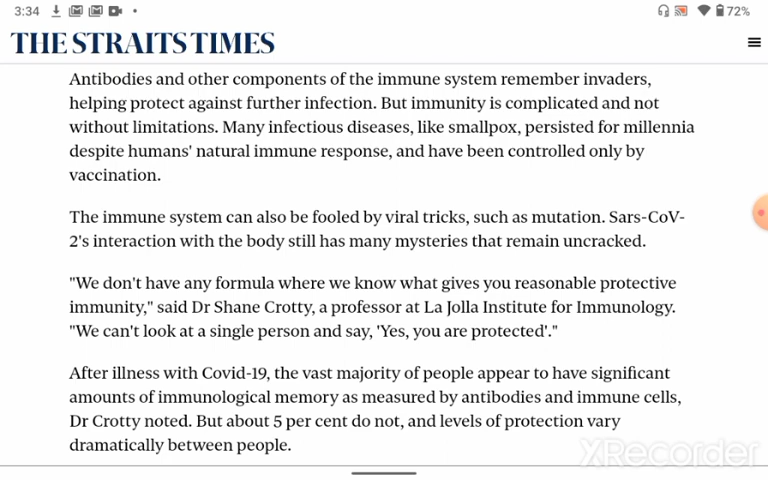 3:34
72%
THE STRAITS TIMES
Antibodies and other components of the immune system remember invaders,
helping protect against further infection. But immunity is complicated and not
without limitations. Many infectious diseases, like smallpox, persisted for millennia
despite humans' natural immune response, and have been controlled only by
vaccination.
The immune system can also be fooled by viral tricks, such as mutation. Sars-CoV-
2's interaction with the body still has many mysteries that remain uncracked.
"We don't have any formula where we know what gives you reasonable protective
immunity," said Dr Shane Crotty, a professor at La Jolla Institute for Immunology.
"We can't look at a single person and say, 'Yes, you are protected'."
After illness with Covid-19, the vast majority of people appear to have significant
amounts of immunological memory as measured by antibodies and immune cells,
Dr Crotty noted. But about 5 per cent do not, and levels of protection vary
dramatically between people.
XRecorder